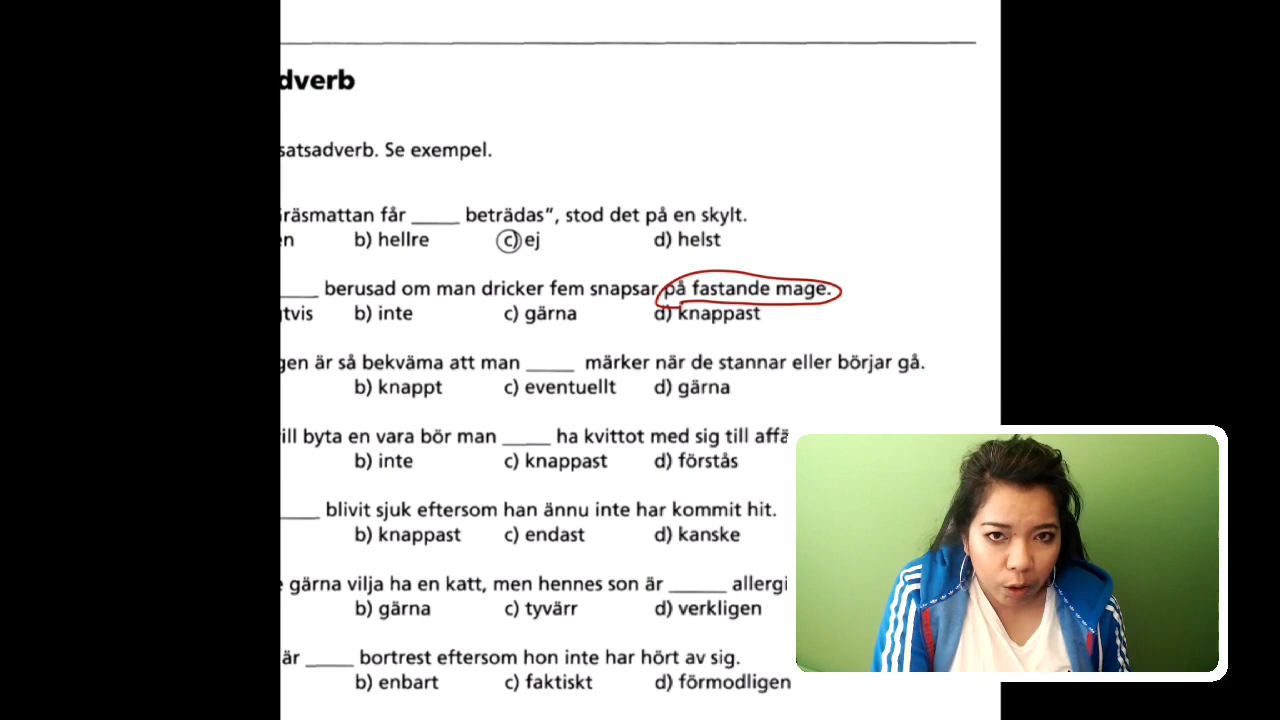 dverb
satsadverb. Se exempel.
räsmattan får _____ beträdas”, stod det på en skylt.
en b) hellre c) ej d) helst
____ berusad om man dricker fem snapsar på fastande mage.
tvis b) inte c) gärna d) knappast
gen är så bekväma att man _____ märker när de stannar eller börjar gå.
b) knappt c) eventuellt d) gärna
ill byta en vara bör man _____ ha kvittot med sig till affä
b) inte c) knappast d) förstås
____ blivit sjuk eftersom han ännu inte har kommit hit.
b) knappast c) endast d) kanske
e gärna vilja ha en katt, men hennes son är ______ allergi
b) gärna c) tyvärr d) verkligen
är _____ bortrest eftersom hon inte har hört av sig.
b) enbart c) faktiskt d) förmodligen